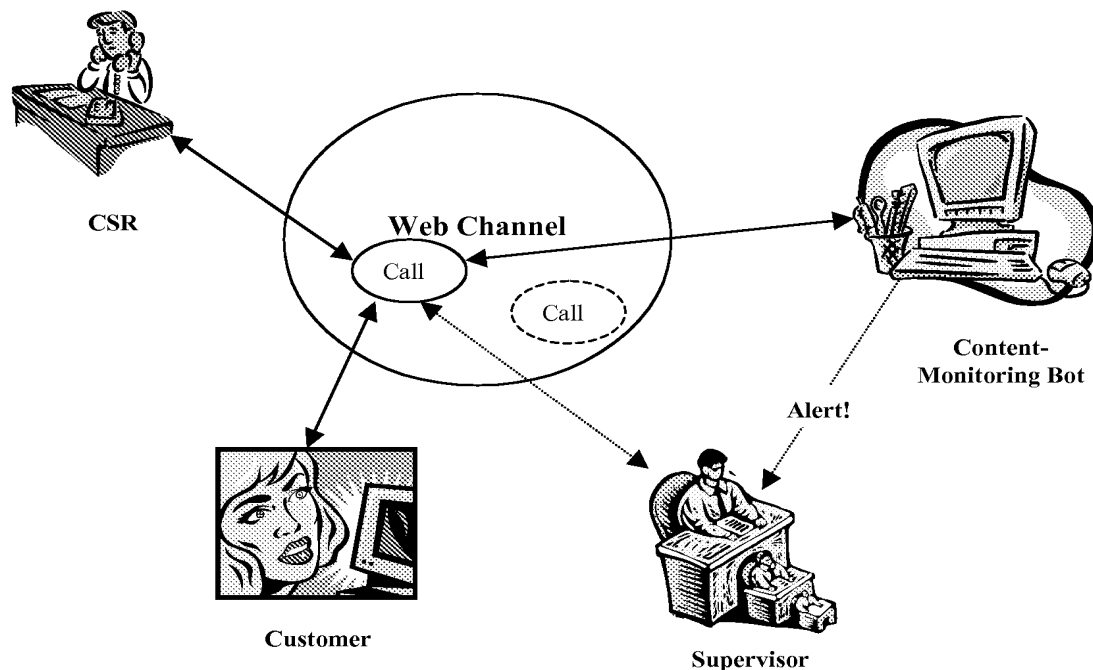 CSR
Web Channel
Call
Call
Content-
Monitoring Bot
Alert!
Customer
Supervisor